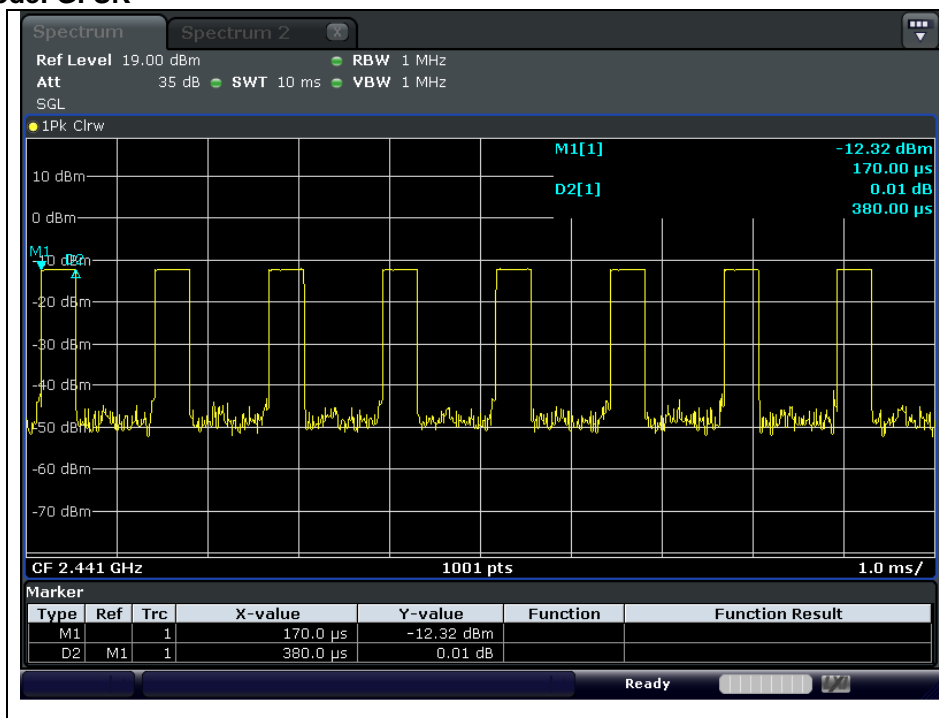 Spectrum Spectrum 2 X
Ref Level 19.00 dBm RBW 1 MHz
Att 35 dB SWT 10 ms VBW 1 MHz
SGL
1Pk Clrw
M1[1] -12.32 dBm
170.00 µs
D2[1] 0.01 dB
380.00 µs
10 dBm
0 dBm
M1 D2
-10 dBm
-20 dBm
-30 dBm
-40 dBm
-50 dBm
-60 dBm
-70 dBm
CF 2.441 GHz 1001 pts 1.0 ms/
Marker
Type Ref Trc X-value Y-value Function Function Result
M1 1 170.0 µs -12.32 dBm
D2 M1 1 380.0 µs 0.01 dB
Ready